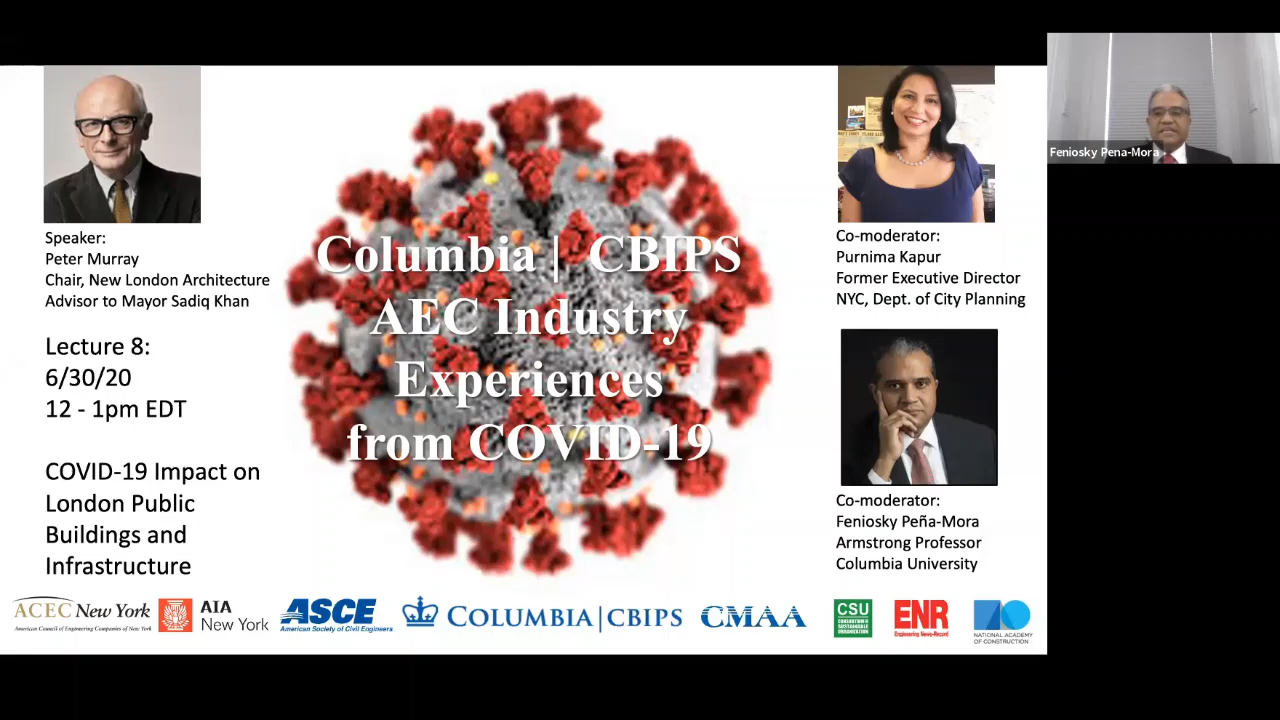 Speaker:
Peter Murray
Chair, New London Architecture
Advisor to Mayor Sadiq Khan
Lecture 8:
6/30/20
12 - 1pm EDT
COVID-19 Impact on
London Public
Buildings and
Infrastructure
Columbia | CBIPS
AEC Industry
Experiences
from COVID-19
Co-moderator:
Purnima Kapur
Former Executive Director
NYC, Dept. of City Planning
Co-moderator:
Feniosky Peña-Mora
Armstrong Professor
Columbia University
Feniosky Pena-Mora
ACEC New York
American Council of Engineering Companies of New York
AIA
New York
ASCE
American Society of Civil Engineers
COLUMBIA | CBIPS
CMAA
CSU
CONSORTIUM for
SUSTAINABLE
URBANIZATION
ENR
Engineering News-Record
NATIONAL ACADEMY
OF CONSTRUCTION